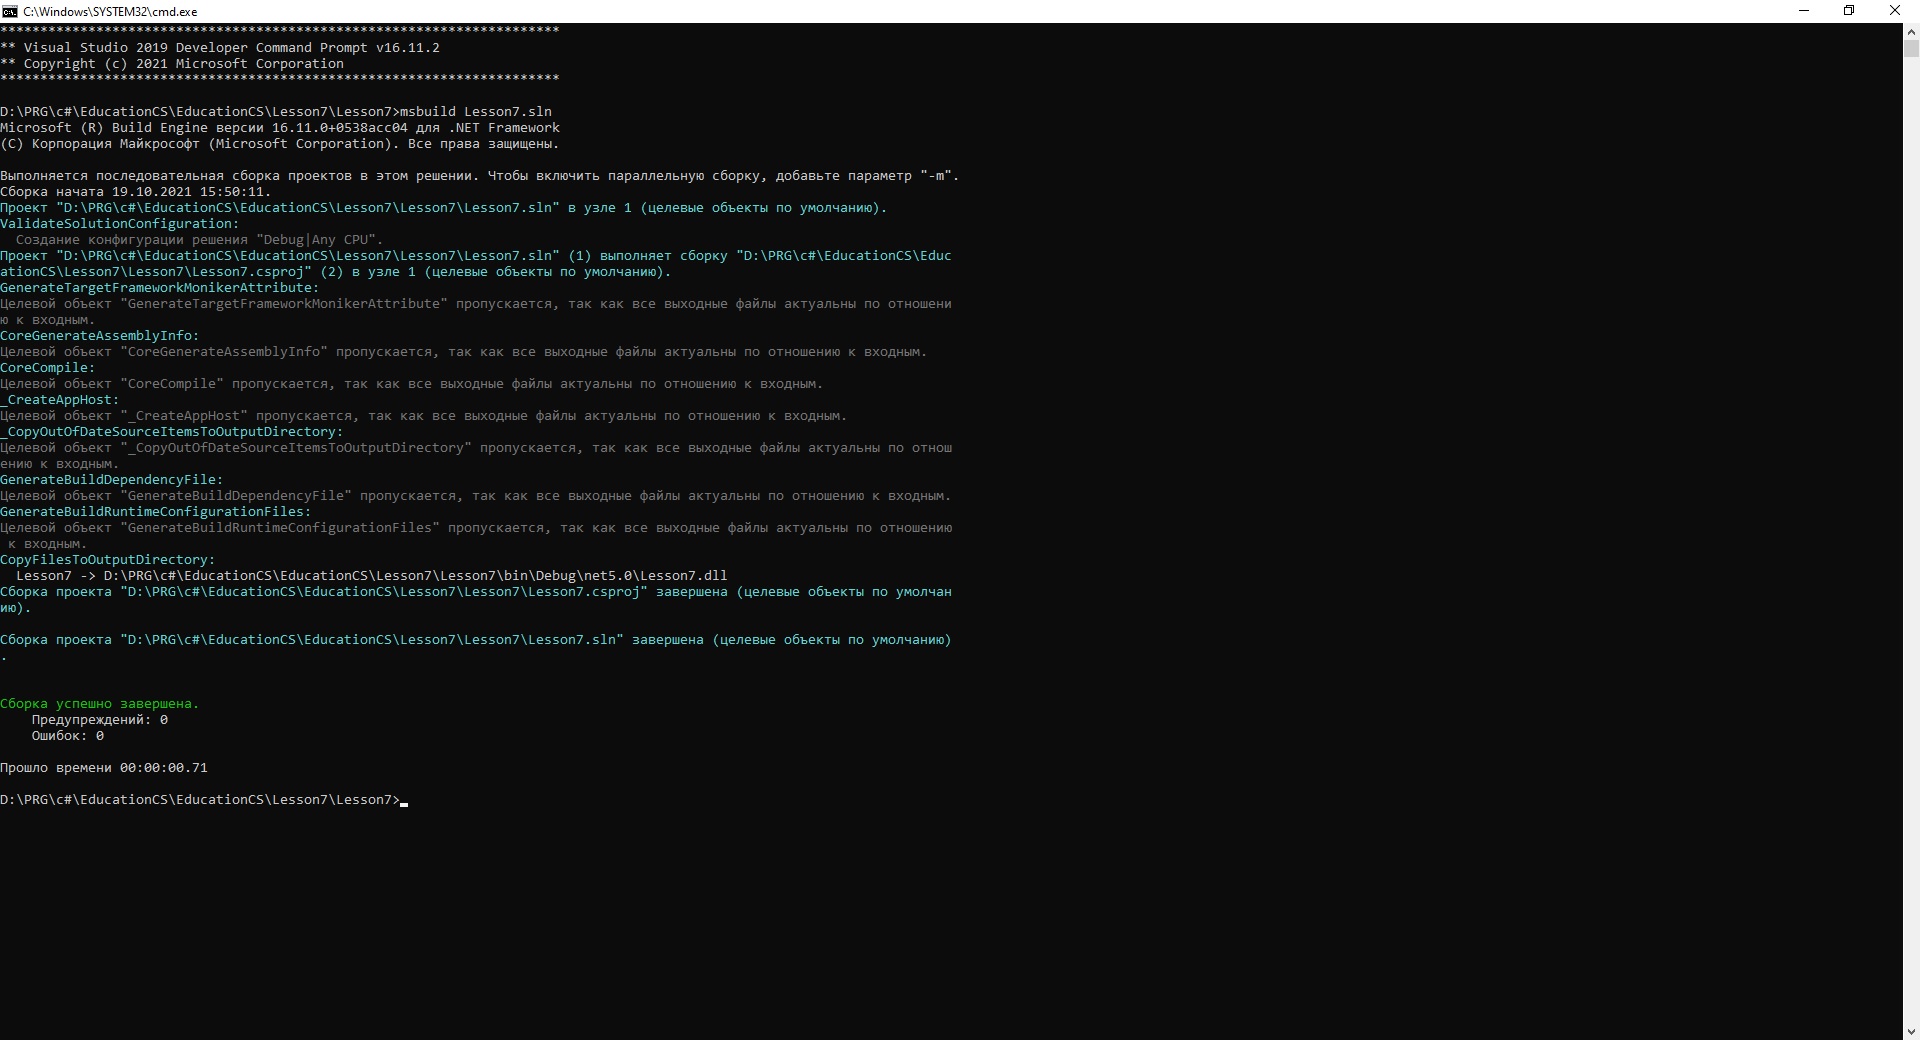 C:\Windows\SYSTEM32\cmd.exe
**********************************************************************
** Visual Studio 2019 Developer Command Prompt v16.11.2
** Copyright (c) 2021 Microsoft Corporation
**********************************************************************
D:\PRG\c#\EducationCS\EducationCS\Lesson7\Lesson7>msbuild Lesson7.sln
Microsoft (R) Build Engine версии 16.11.0+0538acc04 для .NET Framework
(C) Корпорация Майкрософт (Microsoft Corporation). Все права защищены.
Выполняется последовательная сборка проектов в этом решении. Чтобы включить параллельную сборку, добавьте параметр "-m".
Сборка начата 19.10.2021 15:50:11.
Проект "D:\PRG\c#\EducationCS\EducationCS\Lesson7\Lesson7\Lesson7.sln" в узле 1 (целевые объекты по умолчанию).
ValidateSolutionConfiguration:
  Создание конфигурации решения "Debug|Any CPU".
Проект "D:\PRG\c#\EducationCS\EducationCS\Lesson7\Lesson7\Lesson7.sln" (1) выполняет сборку "D:\PRG\c#\EducationCS\Educ
ationCS\Lesson7\Lesson7\Lesson7.csproj" (2) в узле 1 (целевые объекты по умолчанию).
GenerateTargetFrameworkMonikerAttribute:
Целевой объект "GenerateTargetFrameworkMonikerAttribute" пропускается, так как все выходные файлы актуальны по отношени
ю к входным.
CoreGenerateAssemblyInfo:
Целевой объект "CoreGenerateAssemblyInfo" пропускается, так как все выходные файлы актуальны по отношению к входным.
CoreCompile:
Целевой объект "CoreCompile" пропускается, так как все выходные файлы актуальны по отношению к входным.
_CreateAppHost:
Целевой объект "_CreateAppHost" пропускается, так как все выходные файлы актуальны по отношению к входным.
_CopyOutOfDateSourceItemsToOutputDirectory:
Целевой объект "_CopyOutOfDateSourceItemsToOutputDirectory" пропускается, так как все выходные файлы актуальны по отнош
ению к входным.
GenerateBuildDependencyFile:
Целевой объект "GenerateBuildDependencyFile" пропускается, так как все выходные файлы актуальны по отношению к входным.
GenerateBuildRuntimeConfigurationFiles:
Целевой объект "GenerateBuildRuntimeConfigurationFiles" пропускается, так как все выходные файлы актуальны по отношению
 к входным.
CopyFilesToOutputDirectory:
  Lesson7 -> D:\PRG\c#\EducationCS\EducationCS\Lesson7\Lesson7\bin\Debug\net5.0\Lesson7.dll
Сборка проекта "D:\PRG\c#\EducationCS\EducationCS\Lesson7\Lesson7\Lesson7.csproj" завершена (целевые объекты по умолчан
ию).
Сборка проекта "D:\PRG\c#\EducationCS\EducationCS\Lesson7\Lesson7\Lesson7.sln" завершена (целевые объекты по умолчанию)
.
Сборка успешно завершена.
    Предупреждений: 0
    Ошибок: 0
Прошло времени 00:00:00.71
D:\PRG\c#\EducationCS\EducationCS\Lesson7\Lesson7>